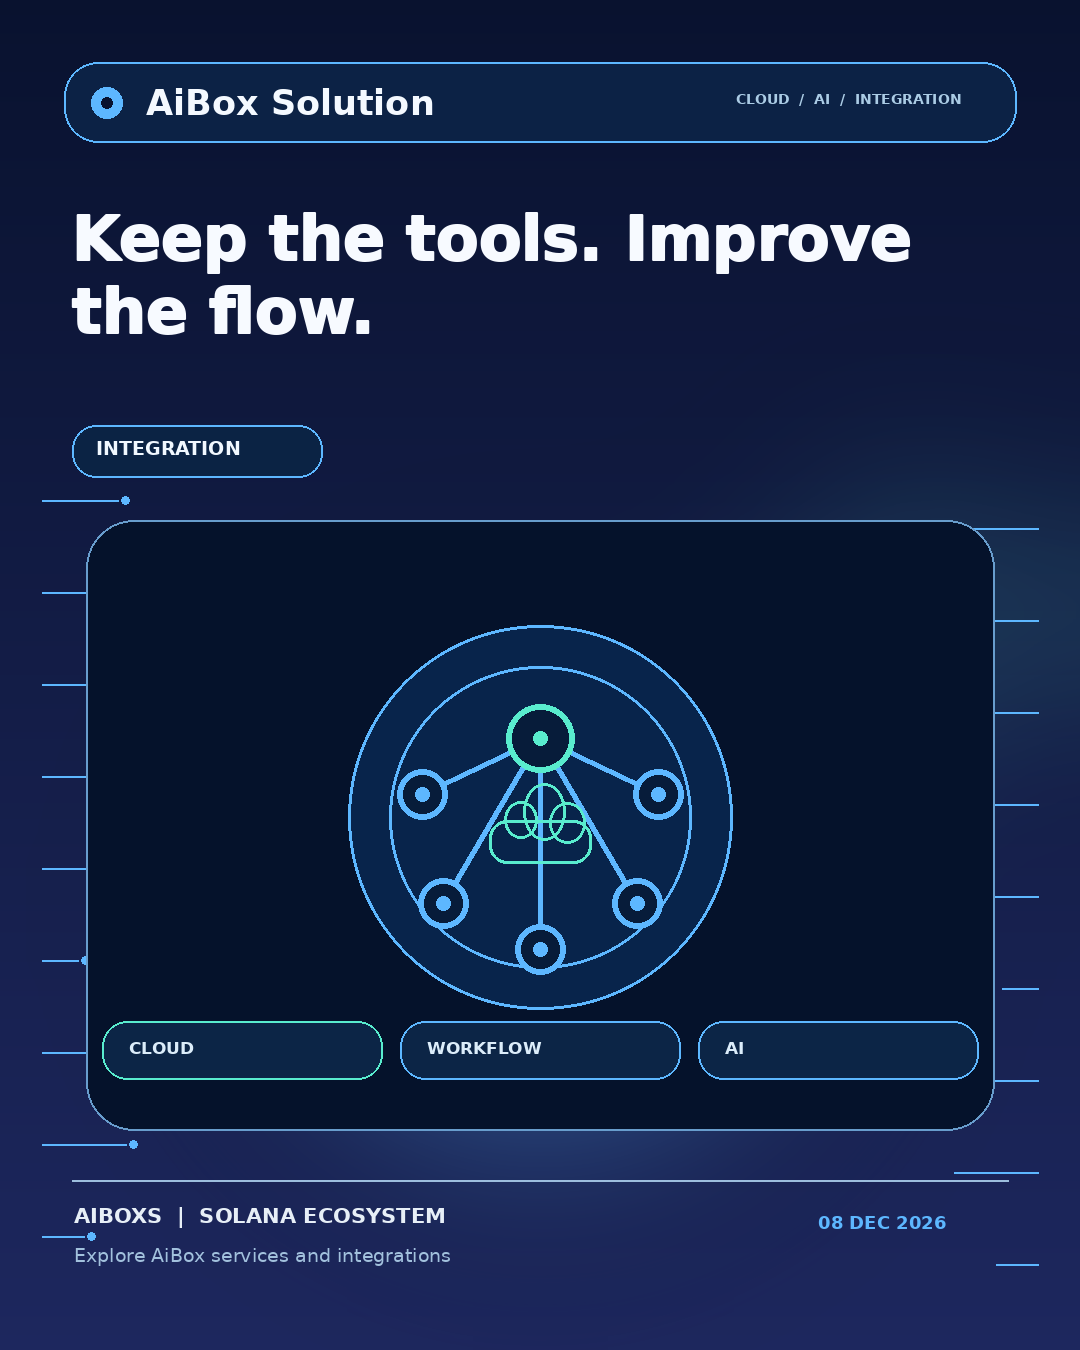 AiBox Solution
CLOUD / AI / INTEGRATION
Keep the tools. Improve
the flow.
INTEGRATION
CLOUD
WORKFLOW
AI
AIBOXS | SOLANA ECOSYSTEM
08 DEC 2026
Explore AiBox services and integrations